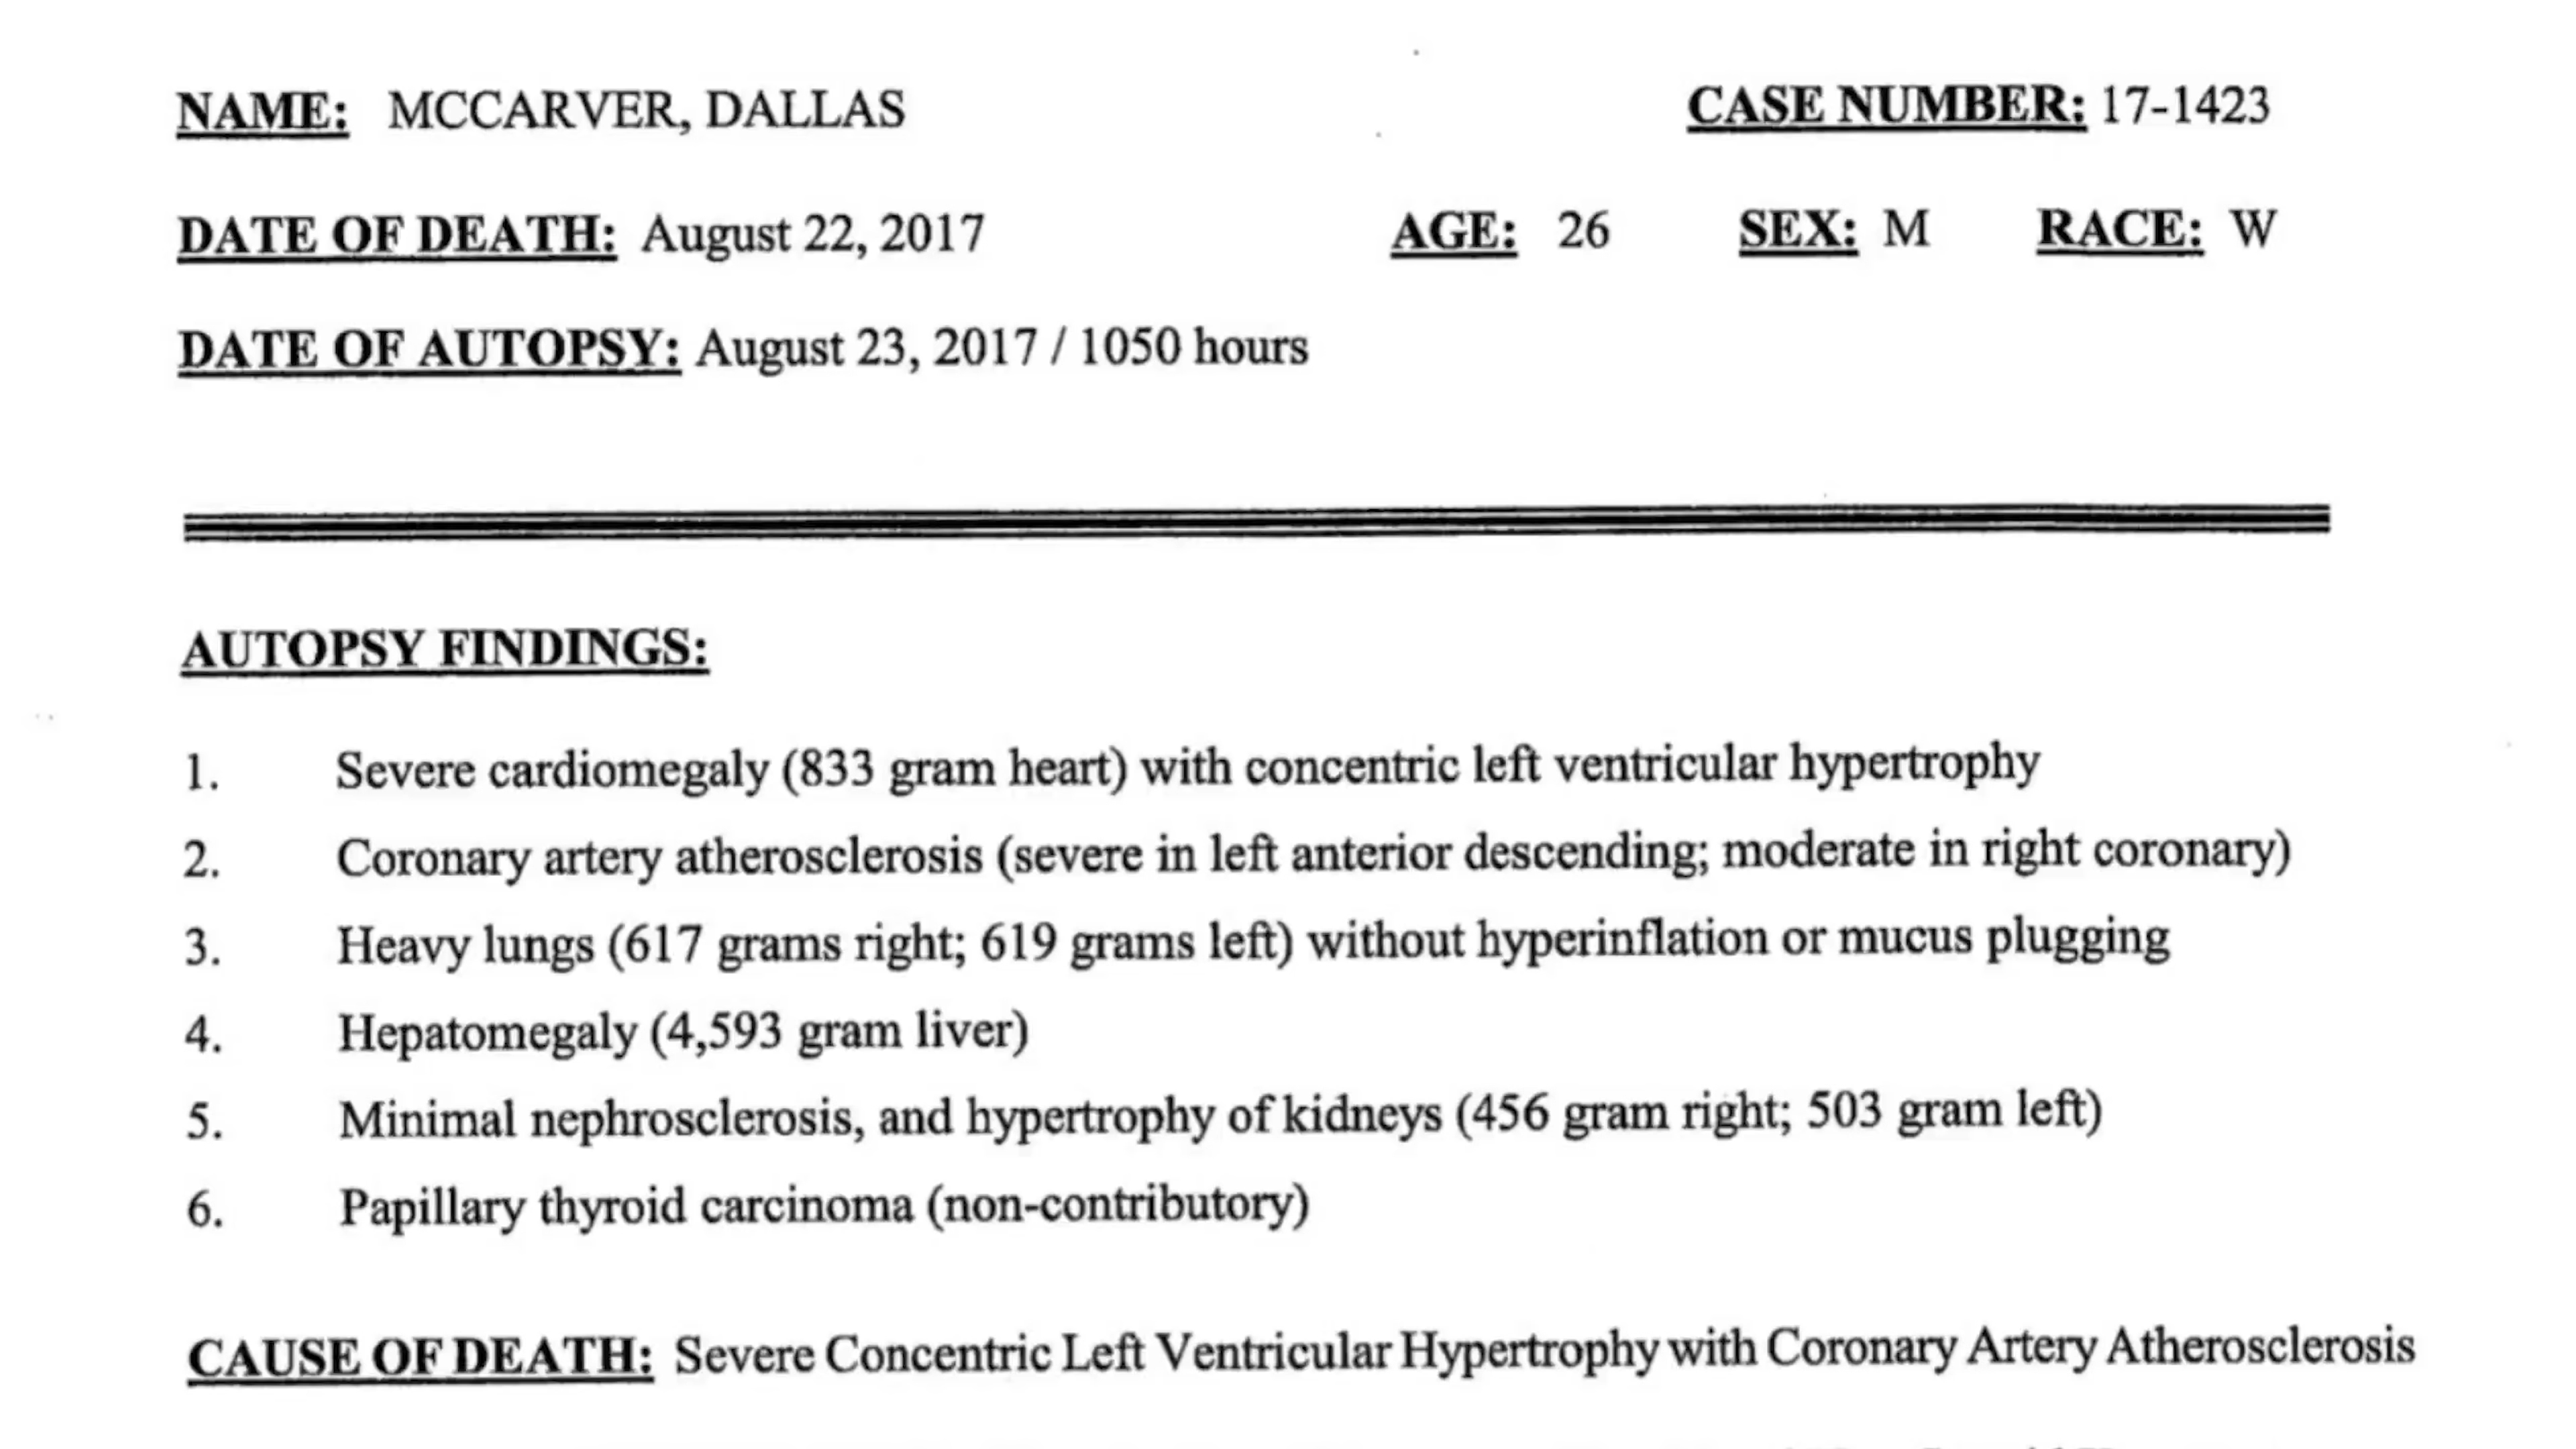 NAME: MCCARVER, DALLAS CASE NUMBER: 17-1423
DATE OF DEATH: August 22, 2017 AGE: 26 SEX: M RACE: W
DATE OF AUTOPSY: August 23, 2017 / 1050 hours
AUTOPSY FINDINGS:
1. Severe cardiomegaly (833 gram heart) with concentric left ventricular hypertrophy
2. Coronary artery atherosclerosis (severe in left anterior descending; moderate in right coronary)
3. Heavy lungs (617 grams right; 619 grams left) without hyperinflation or mucus plugging
4. Hepatomegaly (4,593 gram liver)
5. Minimal nephrosclerosis, and hypertrophy of kidneys (456 gram right; 503 gram left)
6. Papillary thyroid carcinoma (non-contributory)
CAUSE OF DEATH: Severe Concentric Left Ventricular Hypertrophy with Coronary Artery Atherosclerosis